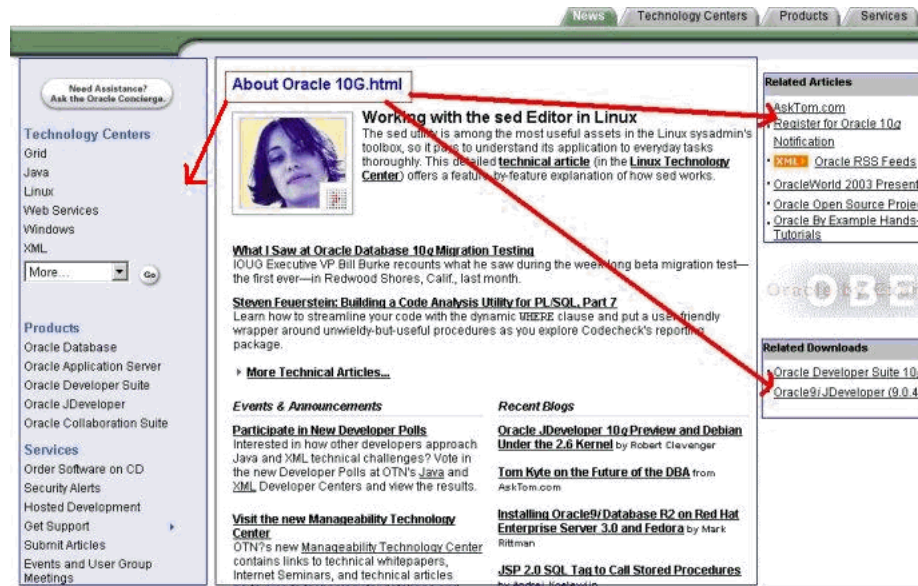 News
Technology Centers
Products
Services
Need Assistance?
Ask the Oracle Concierge.
Technology Centers
Grid
Java
Linux
Web Services
Windows
XML
More...
Go
Products
Oracle Database
Oracle Application Server
Oracle Developer Suite
Oracle JDeveloper
Oracle Collaboration Suite
Services
Order Software on CD
Security Alerts
Hosted Development
Get Support
Submit Articles
Events and User Group
Meetings
About Oracle 10G.html
Working with the sed Editor in Linux
The sed utility is among the most useful assets in the Linux sysadmin's
toolbox, so it pays to understand its application to everyday tasks
thoroughly. This detailed technical article (in the Linux Technology
Center) offers a feature-by-feature explanation of how sed works.
What I Saw at Oracle Database 10g Migration Testing
IOUG Executive VP Bill Burke recounts what he saw during the week-long beta migration test—
the first ever—in Redwood Shores, Calif., last month.
Steven Feuerstein: Building a Code Analysis Utility for PL/SQL, Part 7
Learn how to streamline your code with the dynamic WHERE clause and put a user-friendly
wrapper around unwieldy-but-useful procedures as you explore Codecheck's reporting
package.
More Technical Articles...
Events & Announcements
Participate in New Developer Polls
Interested in how other developers approach
Java and XML technical challenges? Vote in
the new Developer Polls at OTN's Java and
XML Developer Centers and view the results.
Visit the new Manageability Technology
Center
OTN?s new Manageability Technology Center
contains links to technical whitepapers,
Internet Seminars, and technical articles
Recent Blogs
Oracle JDeveloper 10g Preview and Debian
Under the 2.6 Kernel by Robert Clevenger
Tom Kyte on the Future of the DBA from
AskTom.com
Installing Oracle9i Database R2 on Red Hat
Enterprise Server 3.0 and Fedora by Mark
Rittman
JSP 2.0 SQL Tag to Call Stored Procedures
Related Articles
AskTom.com
Register for Oracle 10g
Notification
XML Oracle RSS Feeds
OracleWorld 2003 Present
Oracle Open Source Proje
Oracle By Example Hands-
Tutorials
OBE
Related Downloads
Oracle Developer Suite 10
Oracle9i JDeveloper (9.0.4